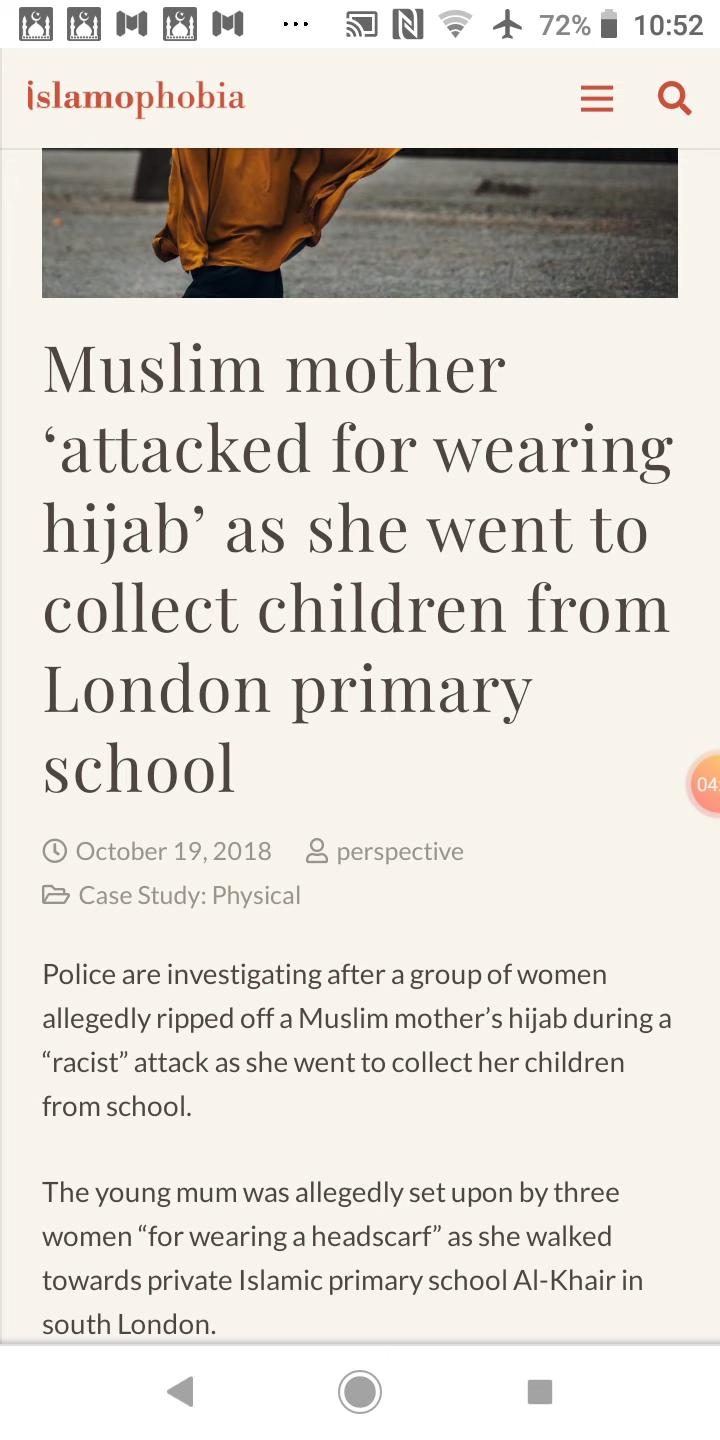 72% 10:52
islamophobia
Muslim mother
‘attacked for wearing
hijab’ as she went to
collect children from
London primary
school
October 19, 2018 perspective
Case Study: Physical
04:
Police are investigating after a group of women
allegedly ripped off a Muslim mother’s hijab during a
“racist” attack as she went to collect her children
from school.
The young mum was allegedly set upon by three
women “for wearing a headscarf” as she walked
towards private Islamic primary school Al-Khair in
south London.